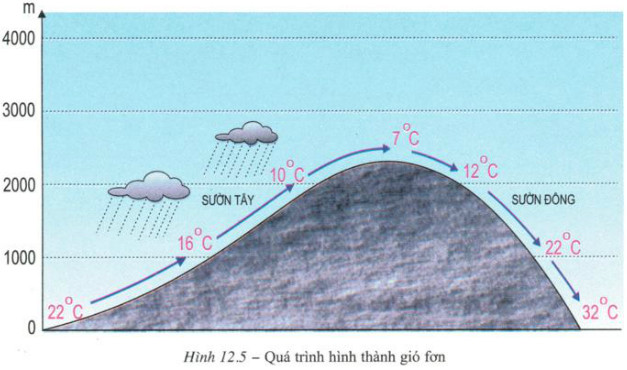 m
4000
3000
2000
1000
0
7°C
10°C
12°C
SƯỜN TÂY
SƯỜN ĐÔNG
16°C
22°C
22°C
32°C
Hình 12.5 – Quá trình hình thành gió fơn